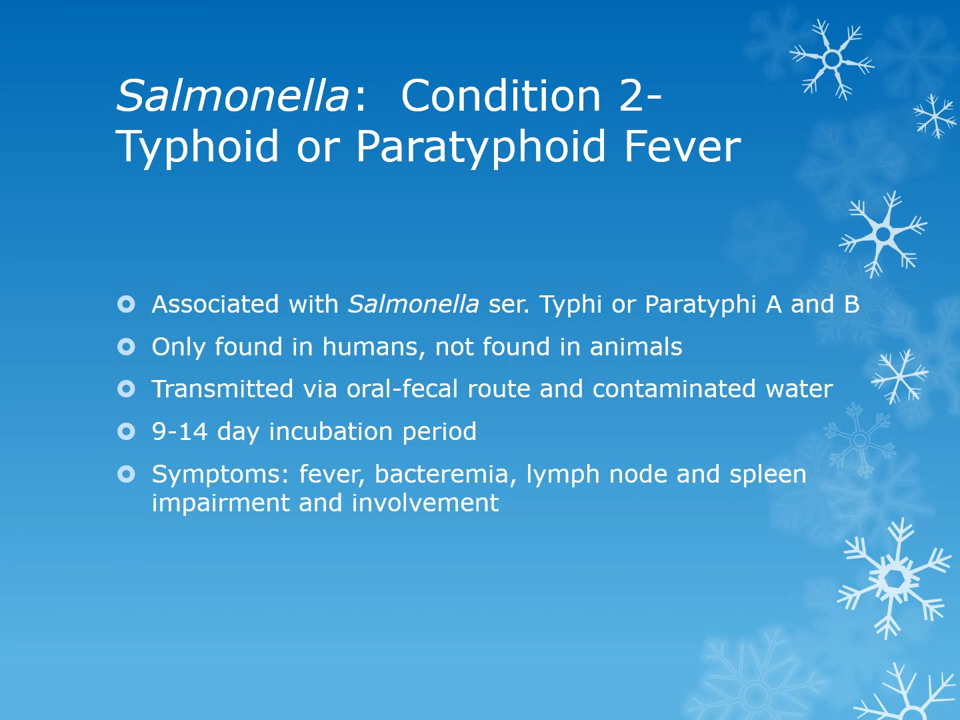 Salmonella:  Condition 2-
Typhoid or Paratyphoid Fever
Associated with Salmonella ser. Typhi or Paratyphi A and B
Only found in humans, not found in animals
Transmitted via oral-fecal route and contaminated water
9-14 day incubation period
Symptoms: fever, bacteremia, lymph node and spleen
impairment and involvement